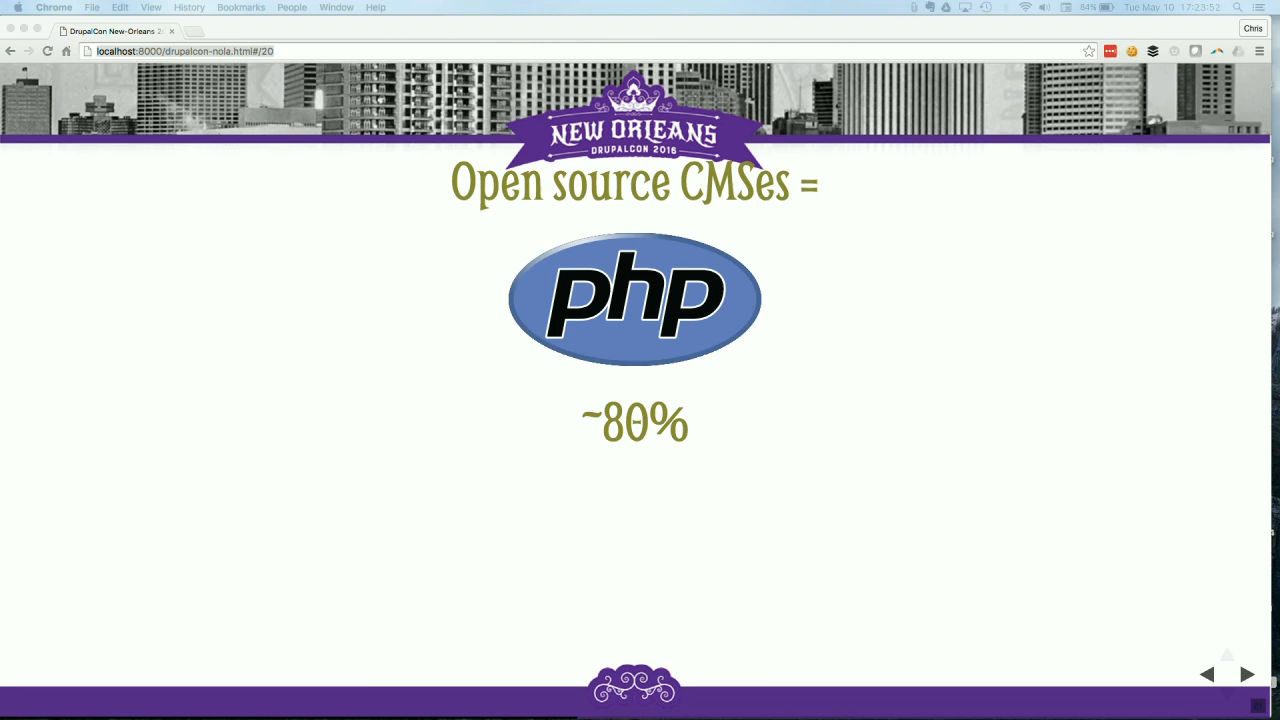 Chrome File Edit View History Bookmarks People Window Help 84% Tue May 10 17:23:52
DrupalCon New-Orleans 2
Chris
localhost:8000/drupalcon-nola.html#/20
NEW ORLEANS
DRUPALCON 2016
Open source CMSes =
php
~80%